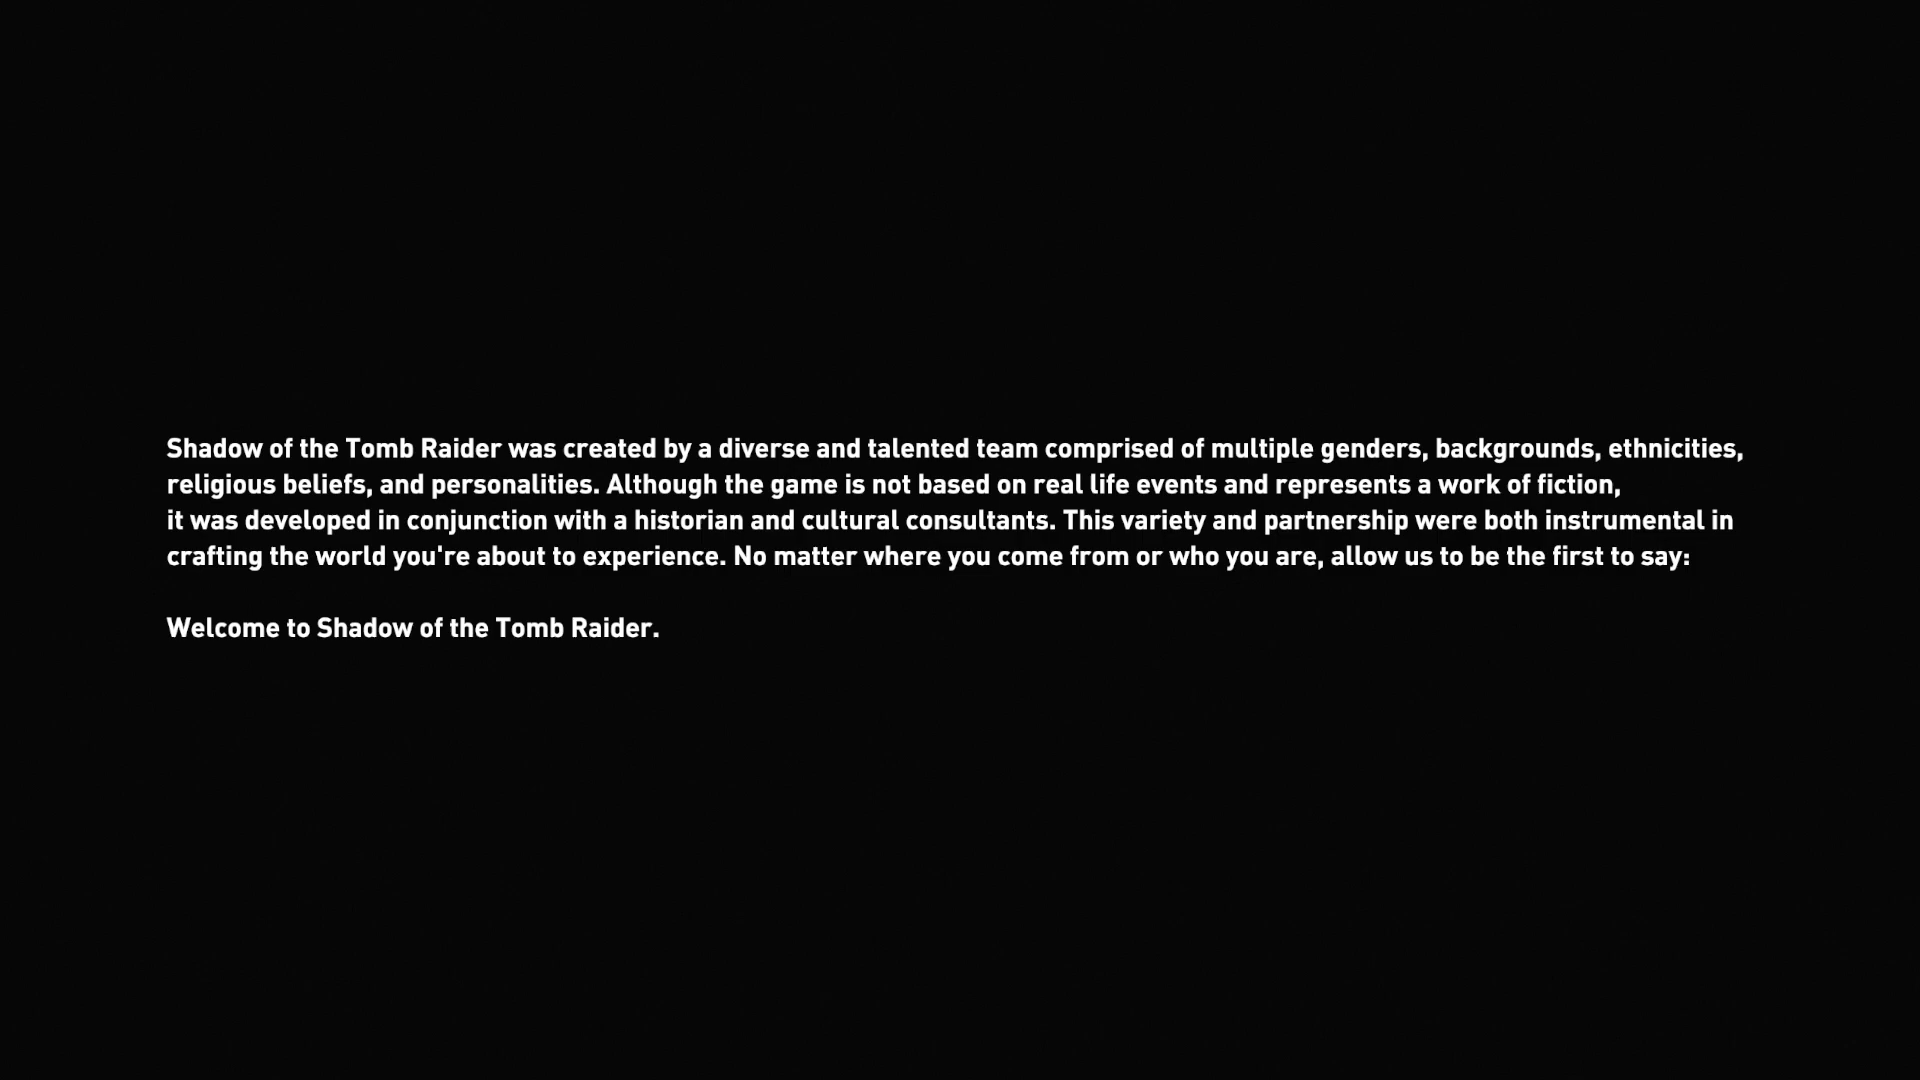 Shadow of the Tomb Raider was created by a diverse and talented team comprised of multiple genders, backgrounds, ethnicities,
religious beliefs, and personalities. Although the game is not based on real life events and represents a work of fiction,
it was developed in conjunction with a historian and cultural consultants. This variety and partnership were both instrumental in
crafting the world you're about to experience. No matter where you come from or who you are, allow us to be the first to say:
Welcome to Shadow of the Tomb Raider.